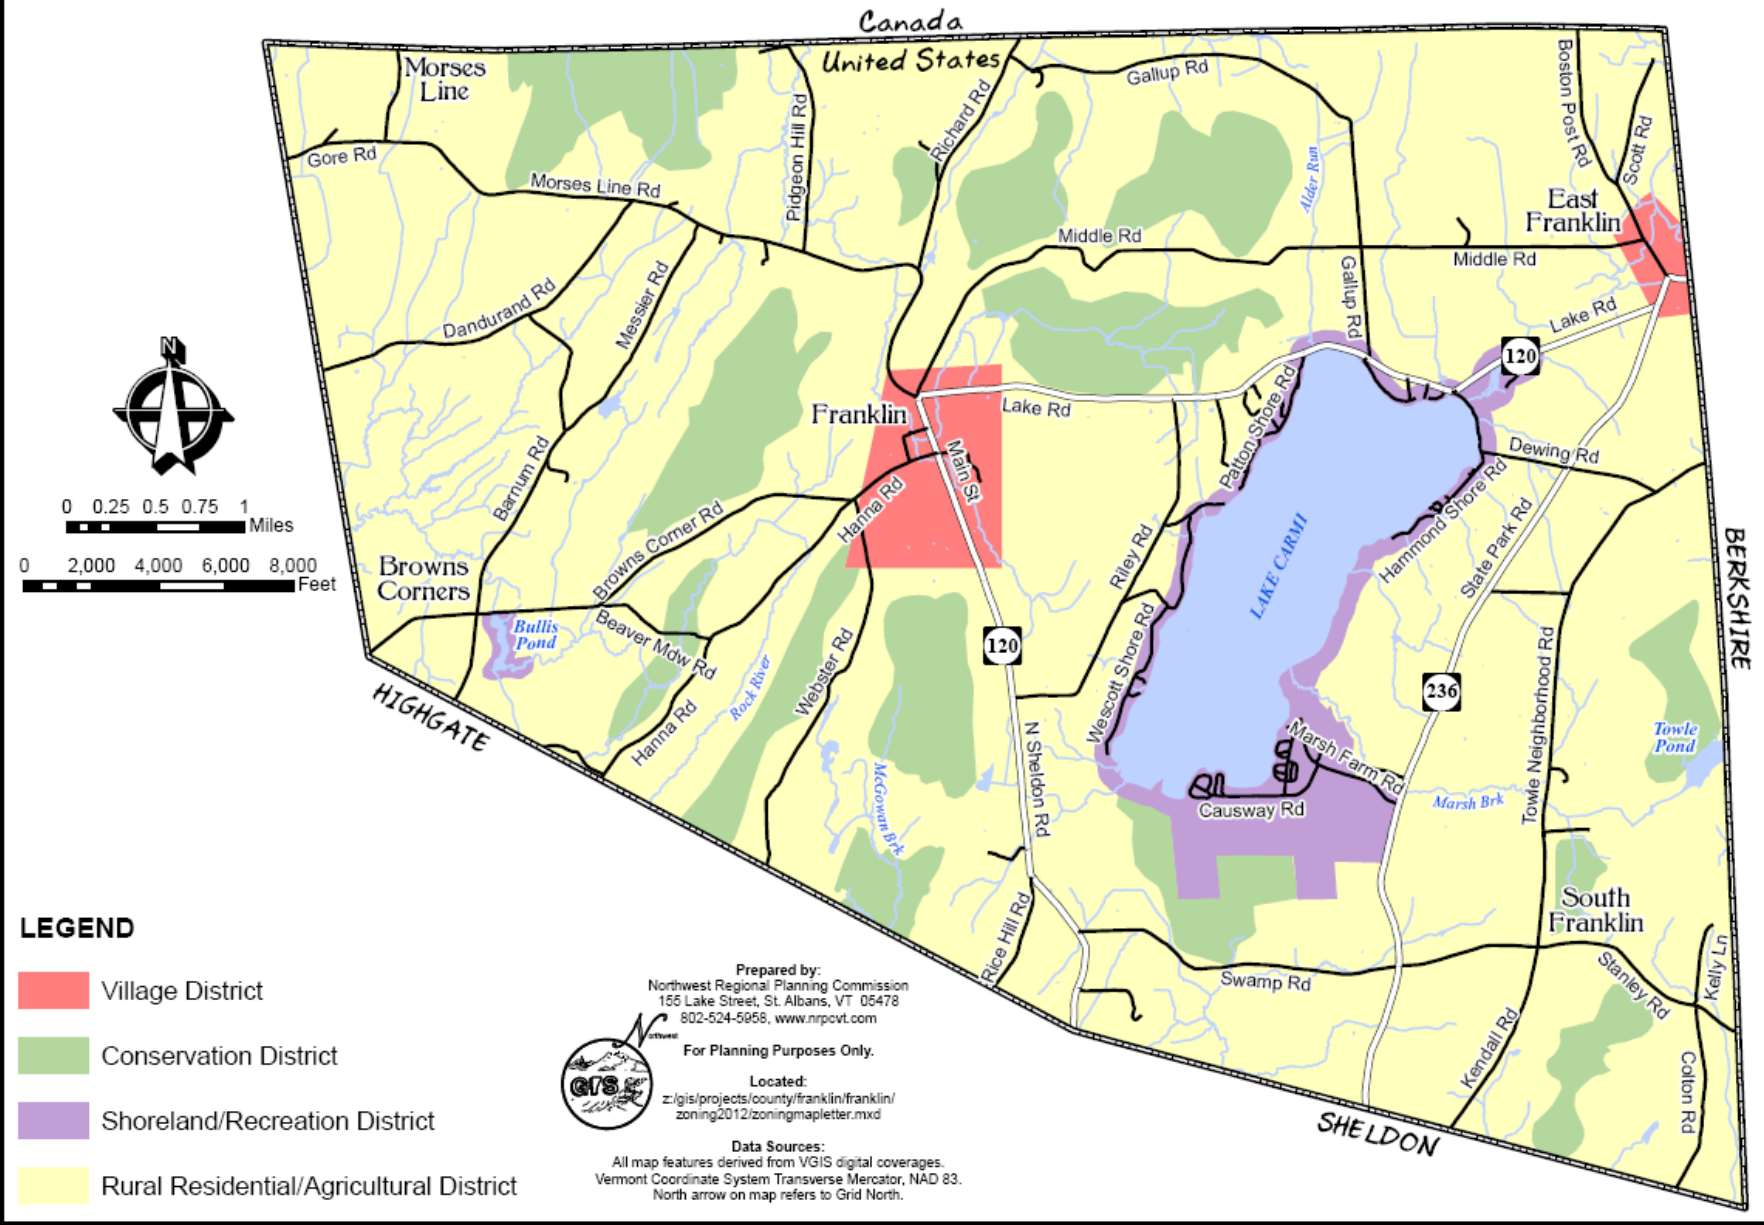 Canada
United States
Morses
Line
Gore Rd
Morses Line Rd
Pidgeon Hill Rd
Richard Rd
Gallup Rd
Alder Run
Boston Post Rd
Scott Rd
East
Franklin
Middle Rd
Middle Rd
Gallup Rd
Lake Rd
120
Dandurand Rd
Messier Rd
N
Franklin
Lake Rd
Main St
Patton Shore Rd
Dewing Rd
Barnum Rd
Hanna Rd
Hammond Shore Rd
State Park Rd
0 0.25 0.5 0.75 1
Miles
0 2,000 4,000 6,000 8,000
Feet
Browns
Corners
Browns Corner Rd
Riley Rd
LAKE CARMI
BERKSHIRE
Bullis
Pond
Beaver Mdw Rd
Rock River
Webster Rd
120
Wescott Shore Rd
236
Towle Neighborhood Rd
HIGHGATE
Hanna Rd
McGowan Brk
N Sheldon Rd
Marsh Farm Rd
Causway Rd
Marsh Brk
Towle
Pond
South
Franklin
Rice Hill Rd
Swamp Rd
Stanley Rd
Kelly Ln
Kendall Rd
Colton Rd
SHELDON
LEGEND
Village District
Conservation District
Shoreland/Recreation District
Rural Residential/Agricultural District
Prepared by:
Northwest Regional Planning Commission
155 Lake Street, St. Albans, VT 05478
802-524-5958, www.nrpcvt.com
Northwest
GIS
For Planning Purposes Only.
Located:
z:/gis/projects/county/franklin/franklin/
zoning2012/zoningmapletter.mxd
Data Sources:
All map features derived from VGIS digital coverages.
Vermont Coordinate System Transverse Mercator, NAD 83.
North arrow on map refers to Grid North.